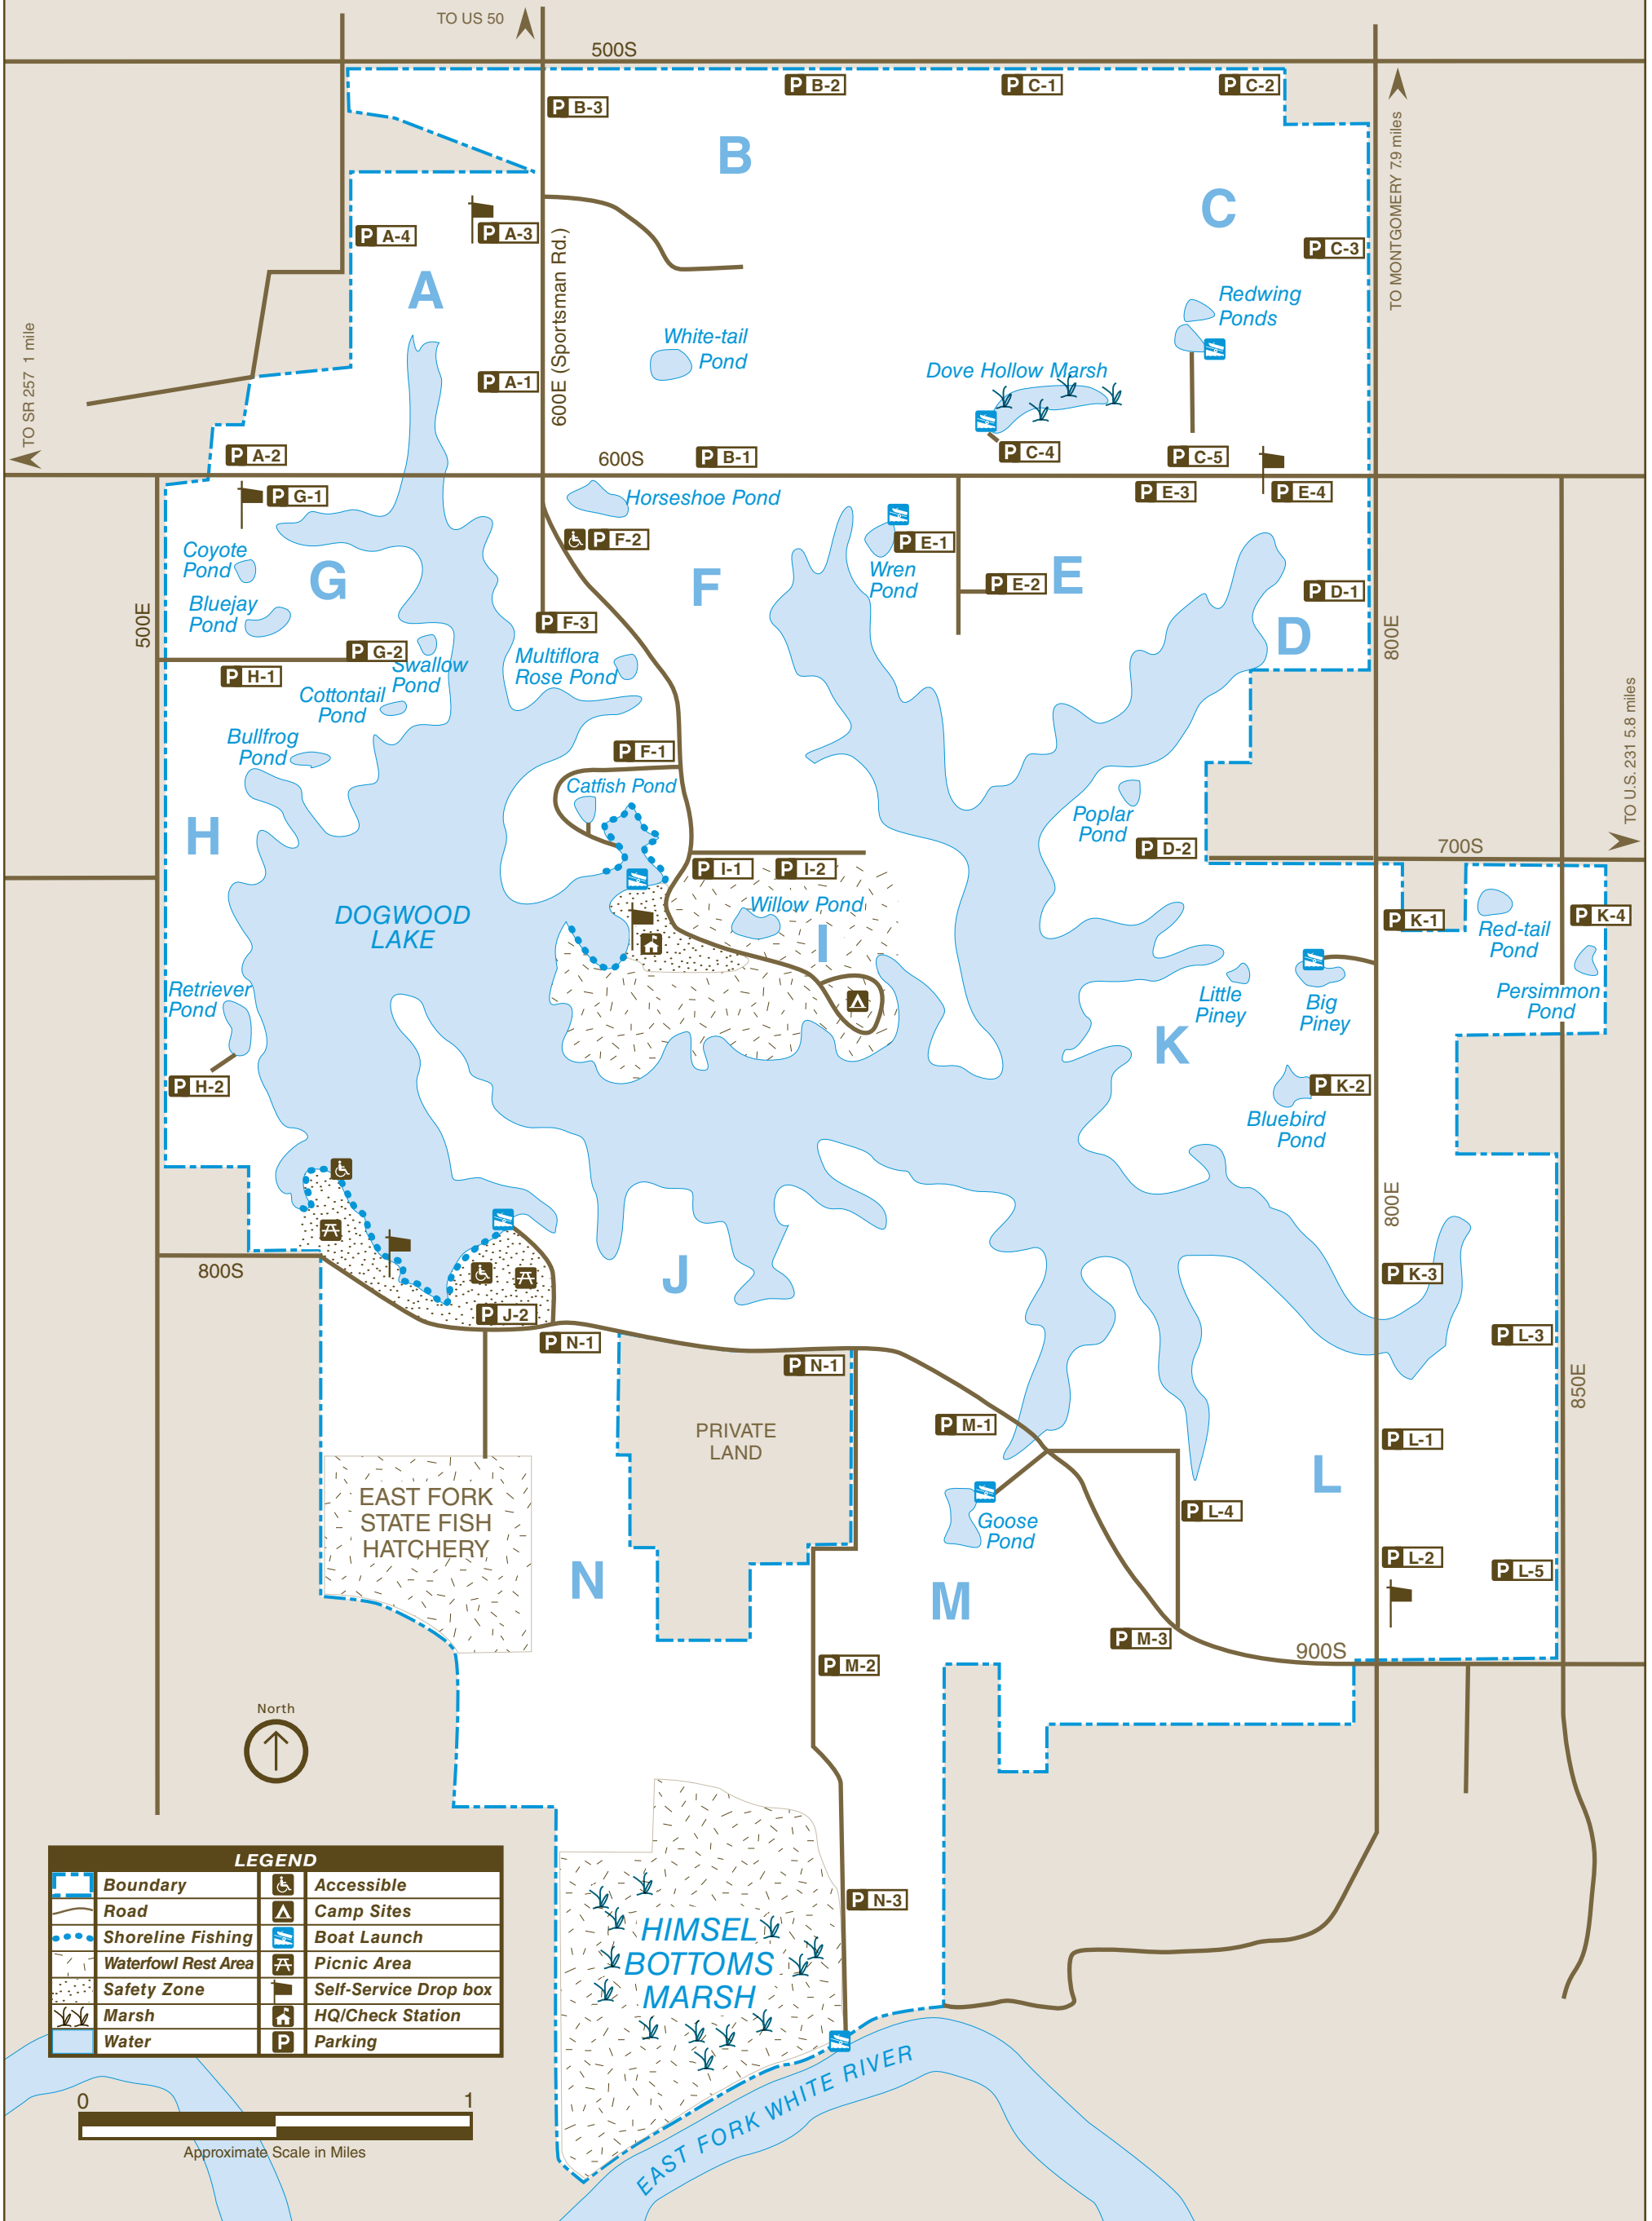 TO US 50
500S
P B-2
P C-1
P C-2
P B-3
B
TO MONTGOMERY 7.9 miles
C
P A-4
P A-3
P C-3
A
600E (Sportsman Rd.)
Redwing
Ponds
White-tail
Pond
TO SR 257 1 mile
Dove Hollow Marsh
P A-1
P A-2
600S
P B-1
P C-4
P C-5
P G-1
Horseshoe Pond
P E-3
P E-4
P F-2
P E-1
Coyote
Pond
G
F
Wren
Pond
P E-2
E
P D-1
Bluejay
Pond
500E
P F-3
D
800E
P G-2
Swallow
Pond
Multiflora
Rose Pond
P H-1
Cottontail
Pond
Bullfrog
Pond
P F-1
TO U.S. 231 5.8 miles
Catfish Pond
Poplar
Pond
H
P D-2
700S
P I-1
P I-2
DOGWOOD
LAKE
Willow Pond
I
P K-1
P K-4
Red-tail
Pond
Retriever
Pond
Little
Piney
Big
Piney
Persimmon
Pond
K
P H-2
P K-2
Bluebird
Pond
800E
800S
J
P K-3
P J-2
P N-1
P L-3
P N-1
850E
PRIVATE
LAND
P M-1
P L-1
L
EAST FORK
STATE FISH
HATCHERY
P L-4
Goose
Pond
P L-2
P L-5
N
M
P M-3
900S
P M-2
North
P N-3
LEGEND
Boundary
Accessible
Road
Camp Sites
Shoreline Fishing
Boat Launch
Waterfowl Rest Area
Picnic Area
Safety Zone
Self-Service Drop box
Marsh
HQ/Check Station
Water
P
Parking
HIMSEL
BOTTOMS
MARSH
EAST FORK WHITE RIVER
0 1
Approximate Scale in Miles